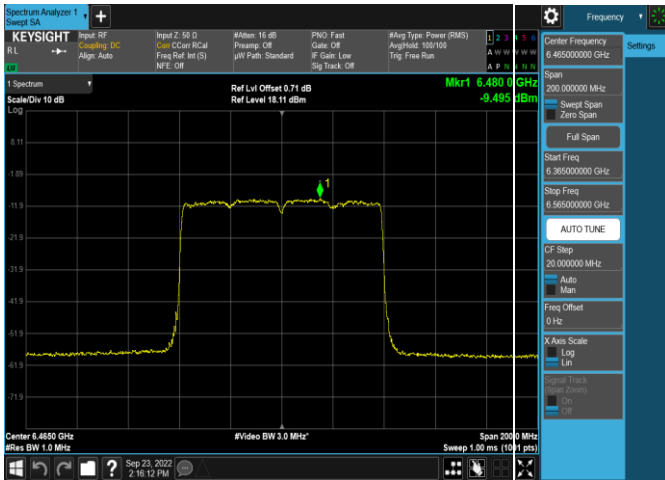 Spectrum Analyzer 1
Swept SA
+
Frequency
KEYSIGHT
R L
LU
Input: RF
Coupling: DC
Align: Auto
Input Z: 50 Ω
Corr CCorr RCal
Freq Ref: Int (S)
NFE: Off
#Atten: 16 dB
Preamp: Off
µW Path: Standard
PNO: Fast
Gate: Off
IF Gain: Low
Sig Track: Off
#Avg Type: Power (RMS)
Avg|Hold: 100/100
Trig: Free Run
1 2 3 4 5 6
A W W W W W
A P N N N N
1 Spectrum
Scale/Div 10 dB
Log
Ref Lvl Offset 0.71 dB
Ref Level 18.11 dBm
Mkr1 6.480 0 GHz
-9.495 dBm
8.11
-1.89
-11.9
-21.9
-31.9
-41.9
-51.9
-61.9
-71.9
1
Center 6.4650 GHz
#Res BW 1.0 MHz
#Video BW 3.0 MHz*
Span 200.0 MHz
Sweep 1.00 ms (1001 pts)
Sep 23, 2022
2:16:12 PM
Settings
Center Frequency
6.465000000 GHz
Span
200.000000 MHz
Swept Span
Zero Span
Full Span
Start Freq
6.365000000 GHz
Stop Freq
6.565000000 GHz
AUTO TUNE
CF Step
20.000000 MHz
Auto
Man
Freq Offset
0 Hz
X Axis Scale
Log
Lin
Signal Track
(Span Zoom)
On
Off